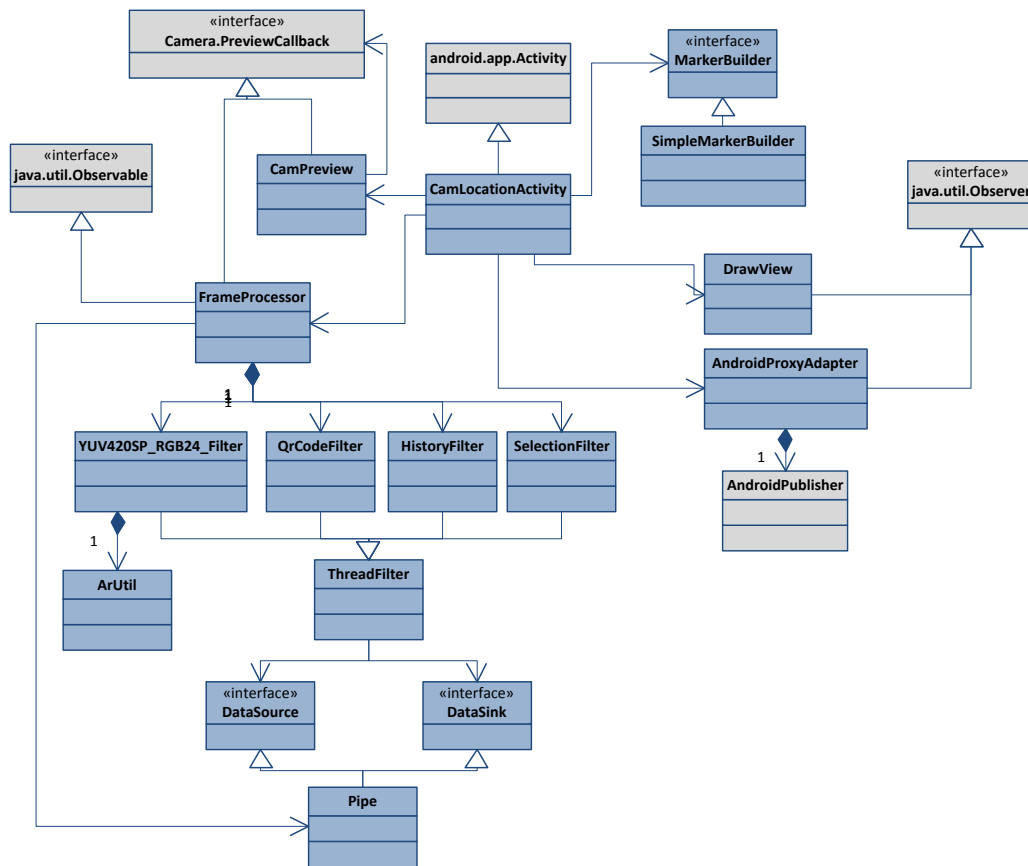 «interface»
Camera.PreviewCallback
android.app.Activity
«interface»
MarkerBuilder
SimpleMarkerBuilder
«interface»
java.util.Observable
CamPreview
CamLocationActivity
«interface»
java.util.Observer
DrawView
FrameProcessor
AndroidProxyAdapter
1
1
YUV420SP_RGB24_Filter
QrCodeFilter
HistoryFilter
SelectionFilter
1
AndroidPublisher
1
ArUtil
ThreadFilter
«interface»
DataSource
«interface»
DataSink
Pipe